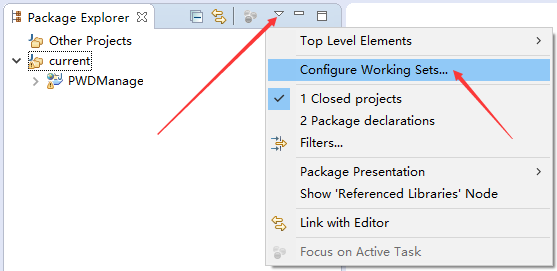 Package Explorer
Other Projects
current
PWDManage
Top Level Elements
Configure Working Sets...
1 Closed projects
2 Package declarations
Filters...
Package Presentation
Show 'Referenced Libraries' Node
Link with Editor
Focus on Active Task